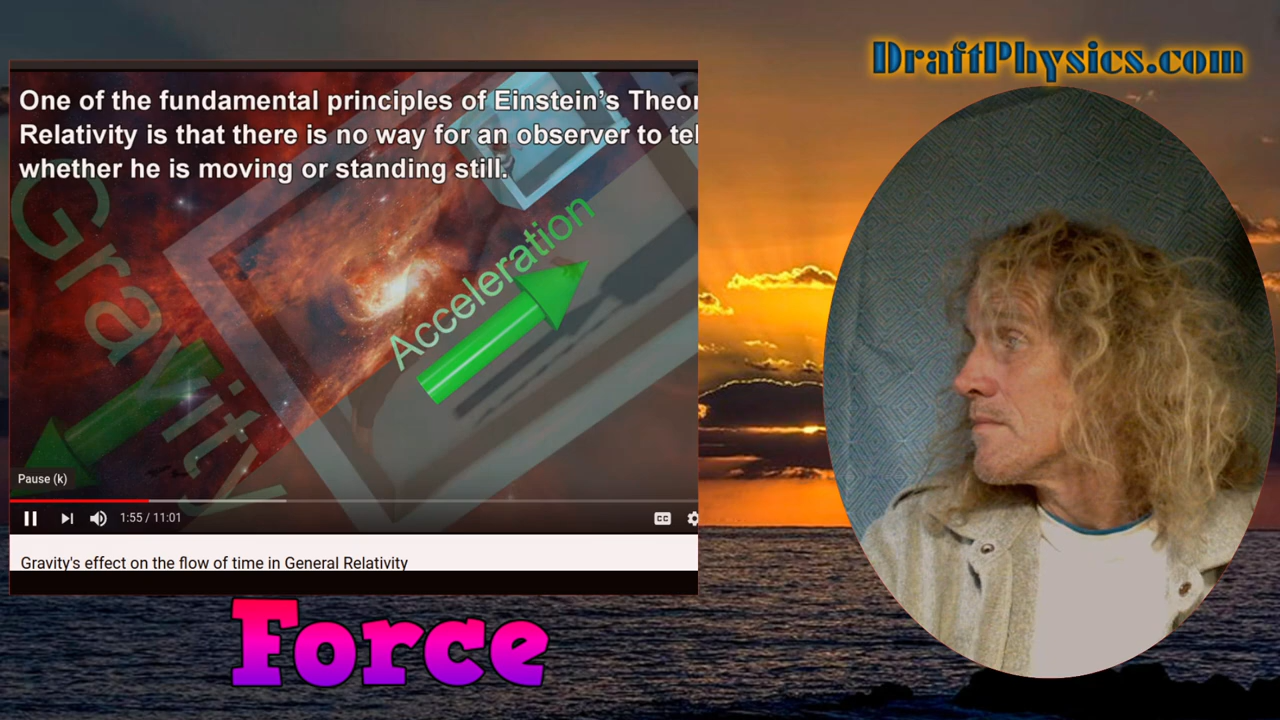 DraftPhysics.com
One of the fundamental principles of Einstein's Theor
Relativity is that there is no way for an observer to tel
whether he is moving or standing still.
Gravity
Acceleration
Pause (k)
1:55 / 11:01
CC
Gravity's effect on the flow of time in General Relativity
Force